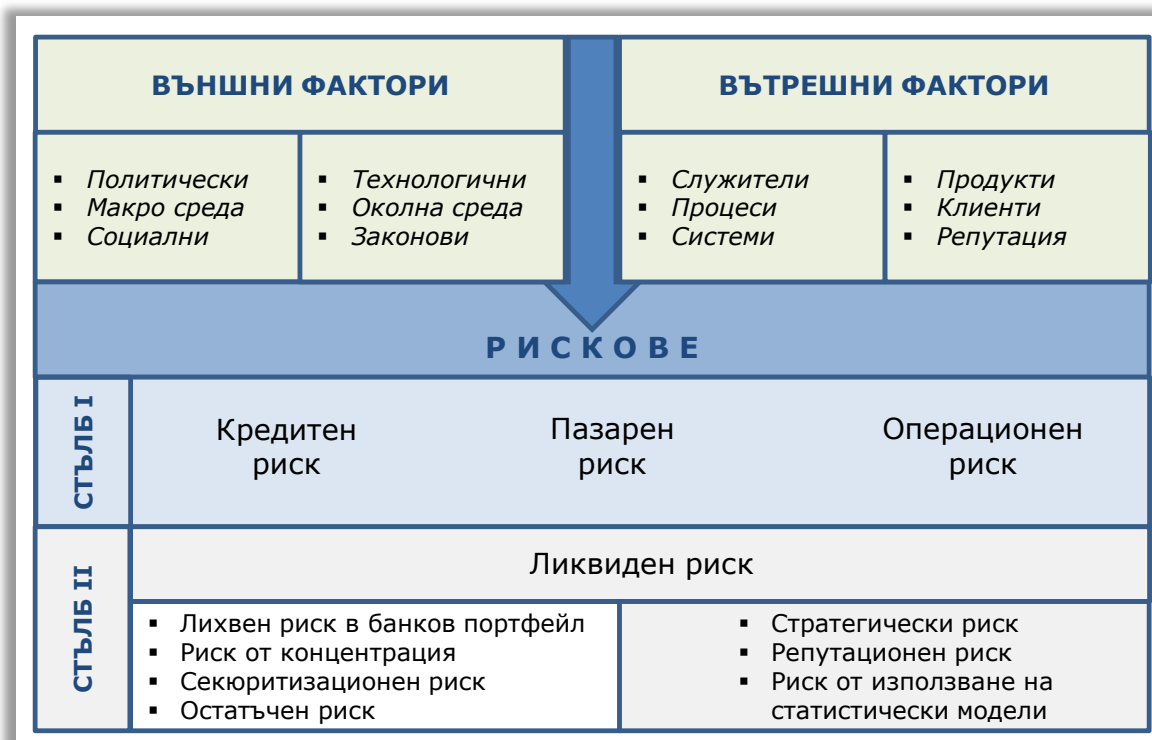 ВЪНШНИ ФАКТОРИ
▪ Политически
▪ Макро среда
▪ Социални
▪ Технологични
▪ Околна среда
▪ Законови
ВЪТРЕШНИ ФАКТОРИ
▪ Служители
▪ Процеси
▪ Системи
▪ Продукти
▪ Клиенти
▪ Репутация
Р И С К О В Е
СТЪЛБ I
Кредитен
риск
Пазарен
риск
Операционен
риск
СТЪЛБ II
Ликвиден риск
▪ Лихвен риск в банков портфейл
▪ Риск от концентрация
▪ Секюритизационен риск
▪ Остатъчен риск
▪ Стратегически риск
▪ Репутационен риск
▪ Риск от използване на
статистически модели